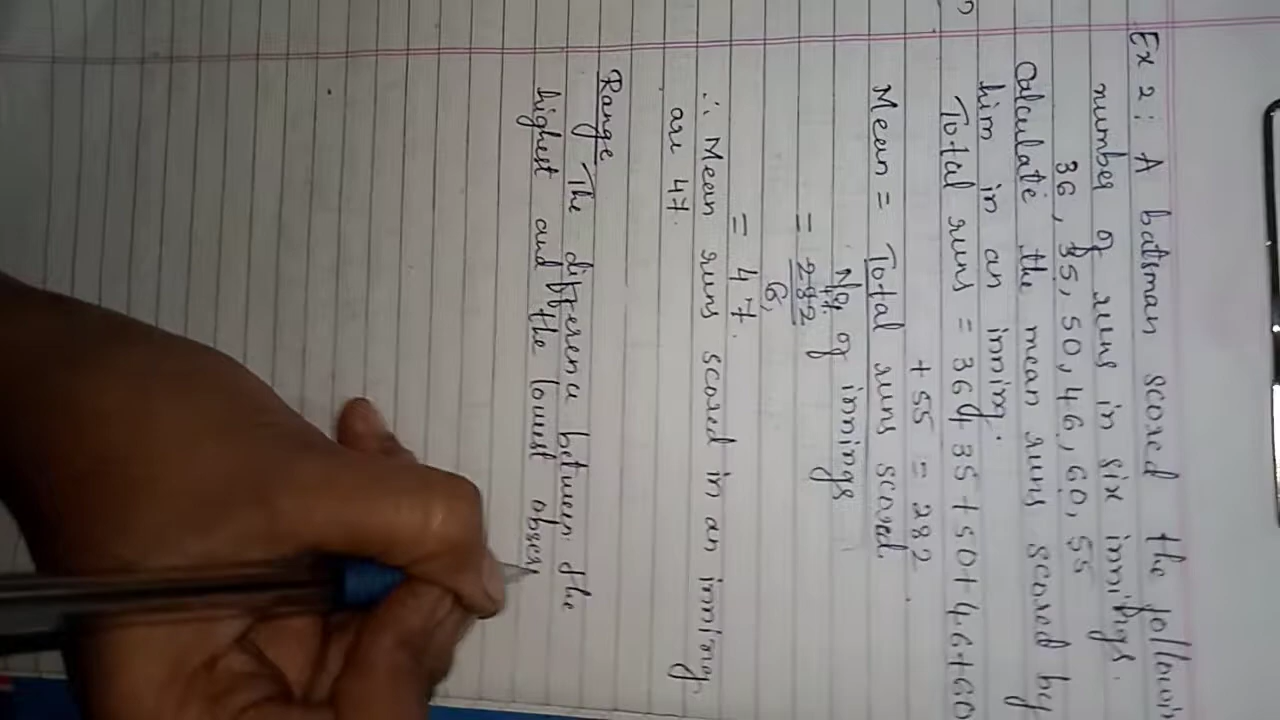 Ex 2: A batsman scored the followin
number of runs in six innings.
36, 35, 50, 46, 60, 55
Calculate the mean runs scored by
him in an inning.
Total runs = 36+35+50+46+60
+55 = 282
Mean = Total runs scored.
No. of innings
= 282
6
47
= 47.
∴ Mean runs scored in an inning
are 47.
Range
The difference between the
highest and the lowest obser